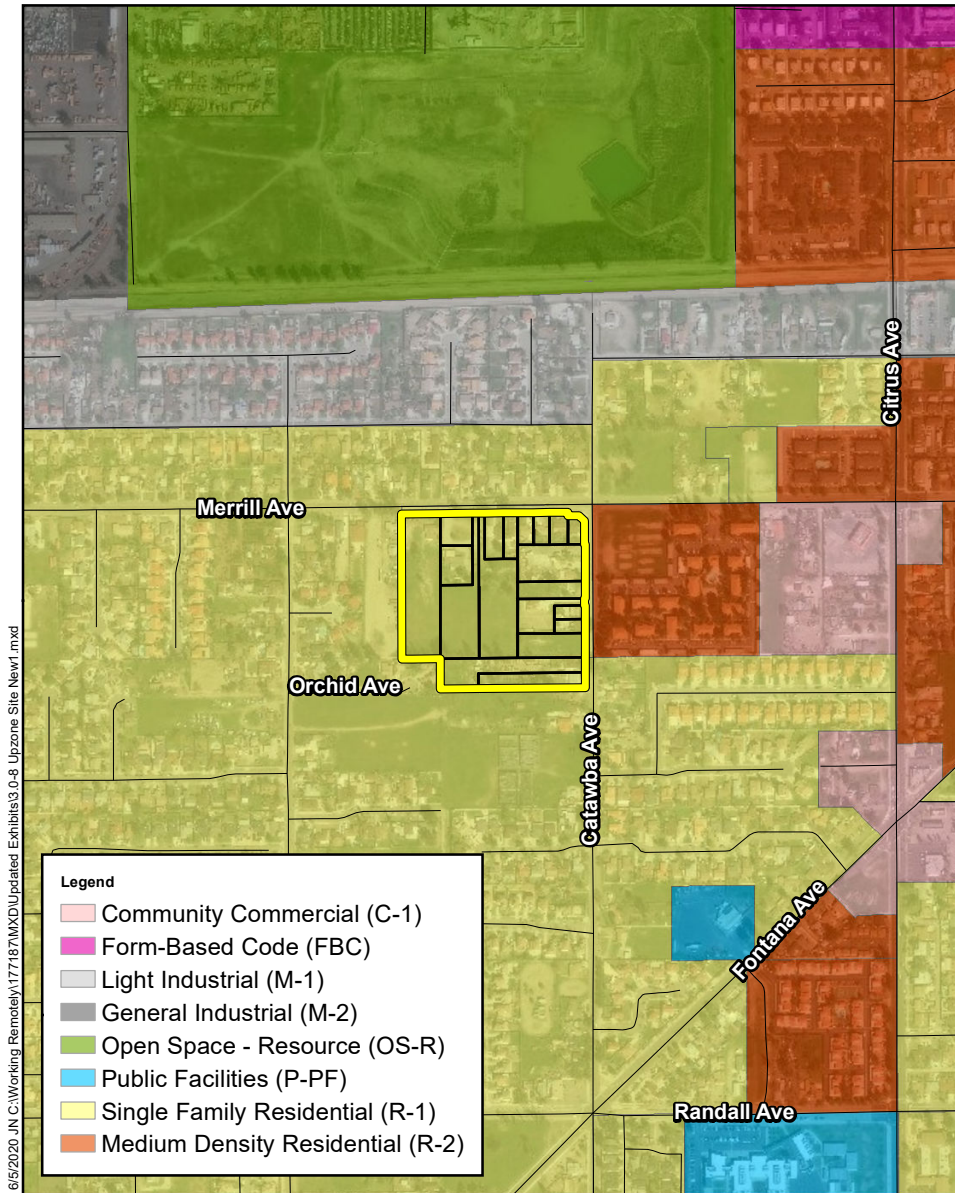 Citrus Ave
Merrill Ave
Orchid Ave
Catawba Ave
Fontana Ave
Randall Ave
Legend
Community Commercial (C-1)
Form-Based Code (FBC)
Light Industrial (M-1)
General Industrial (M-2)
Open Space - Resource (OS-R)
Public Facilities (P-PF)
Single Family Residential (R-1)
Medium Density Residential (R-2)
6/5/2020 JN C:\Working Remotely\177187\MXD\Updated Exhibits\3.0-8 Upzone Site New1.mxd